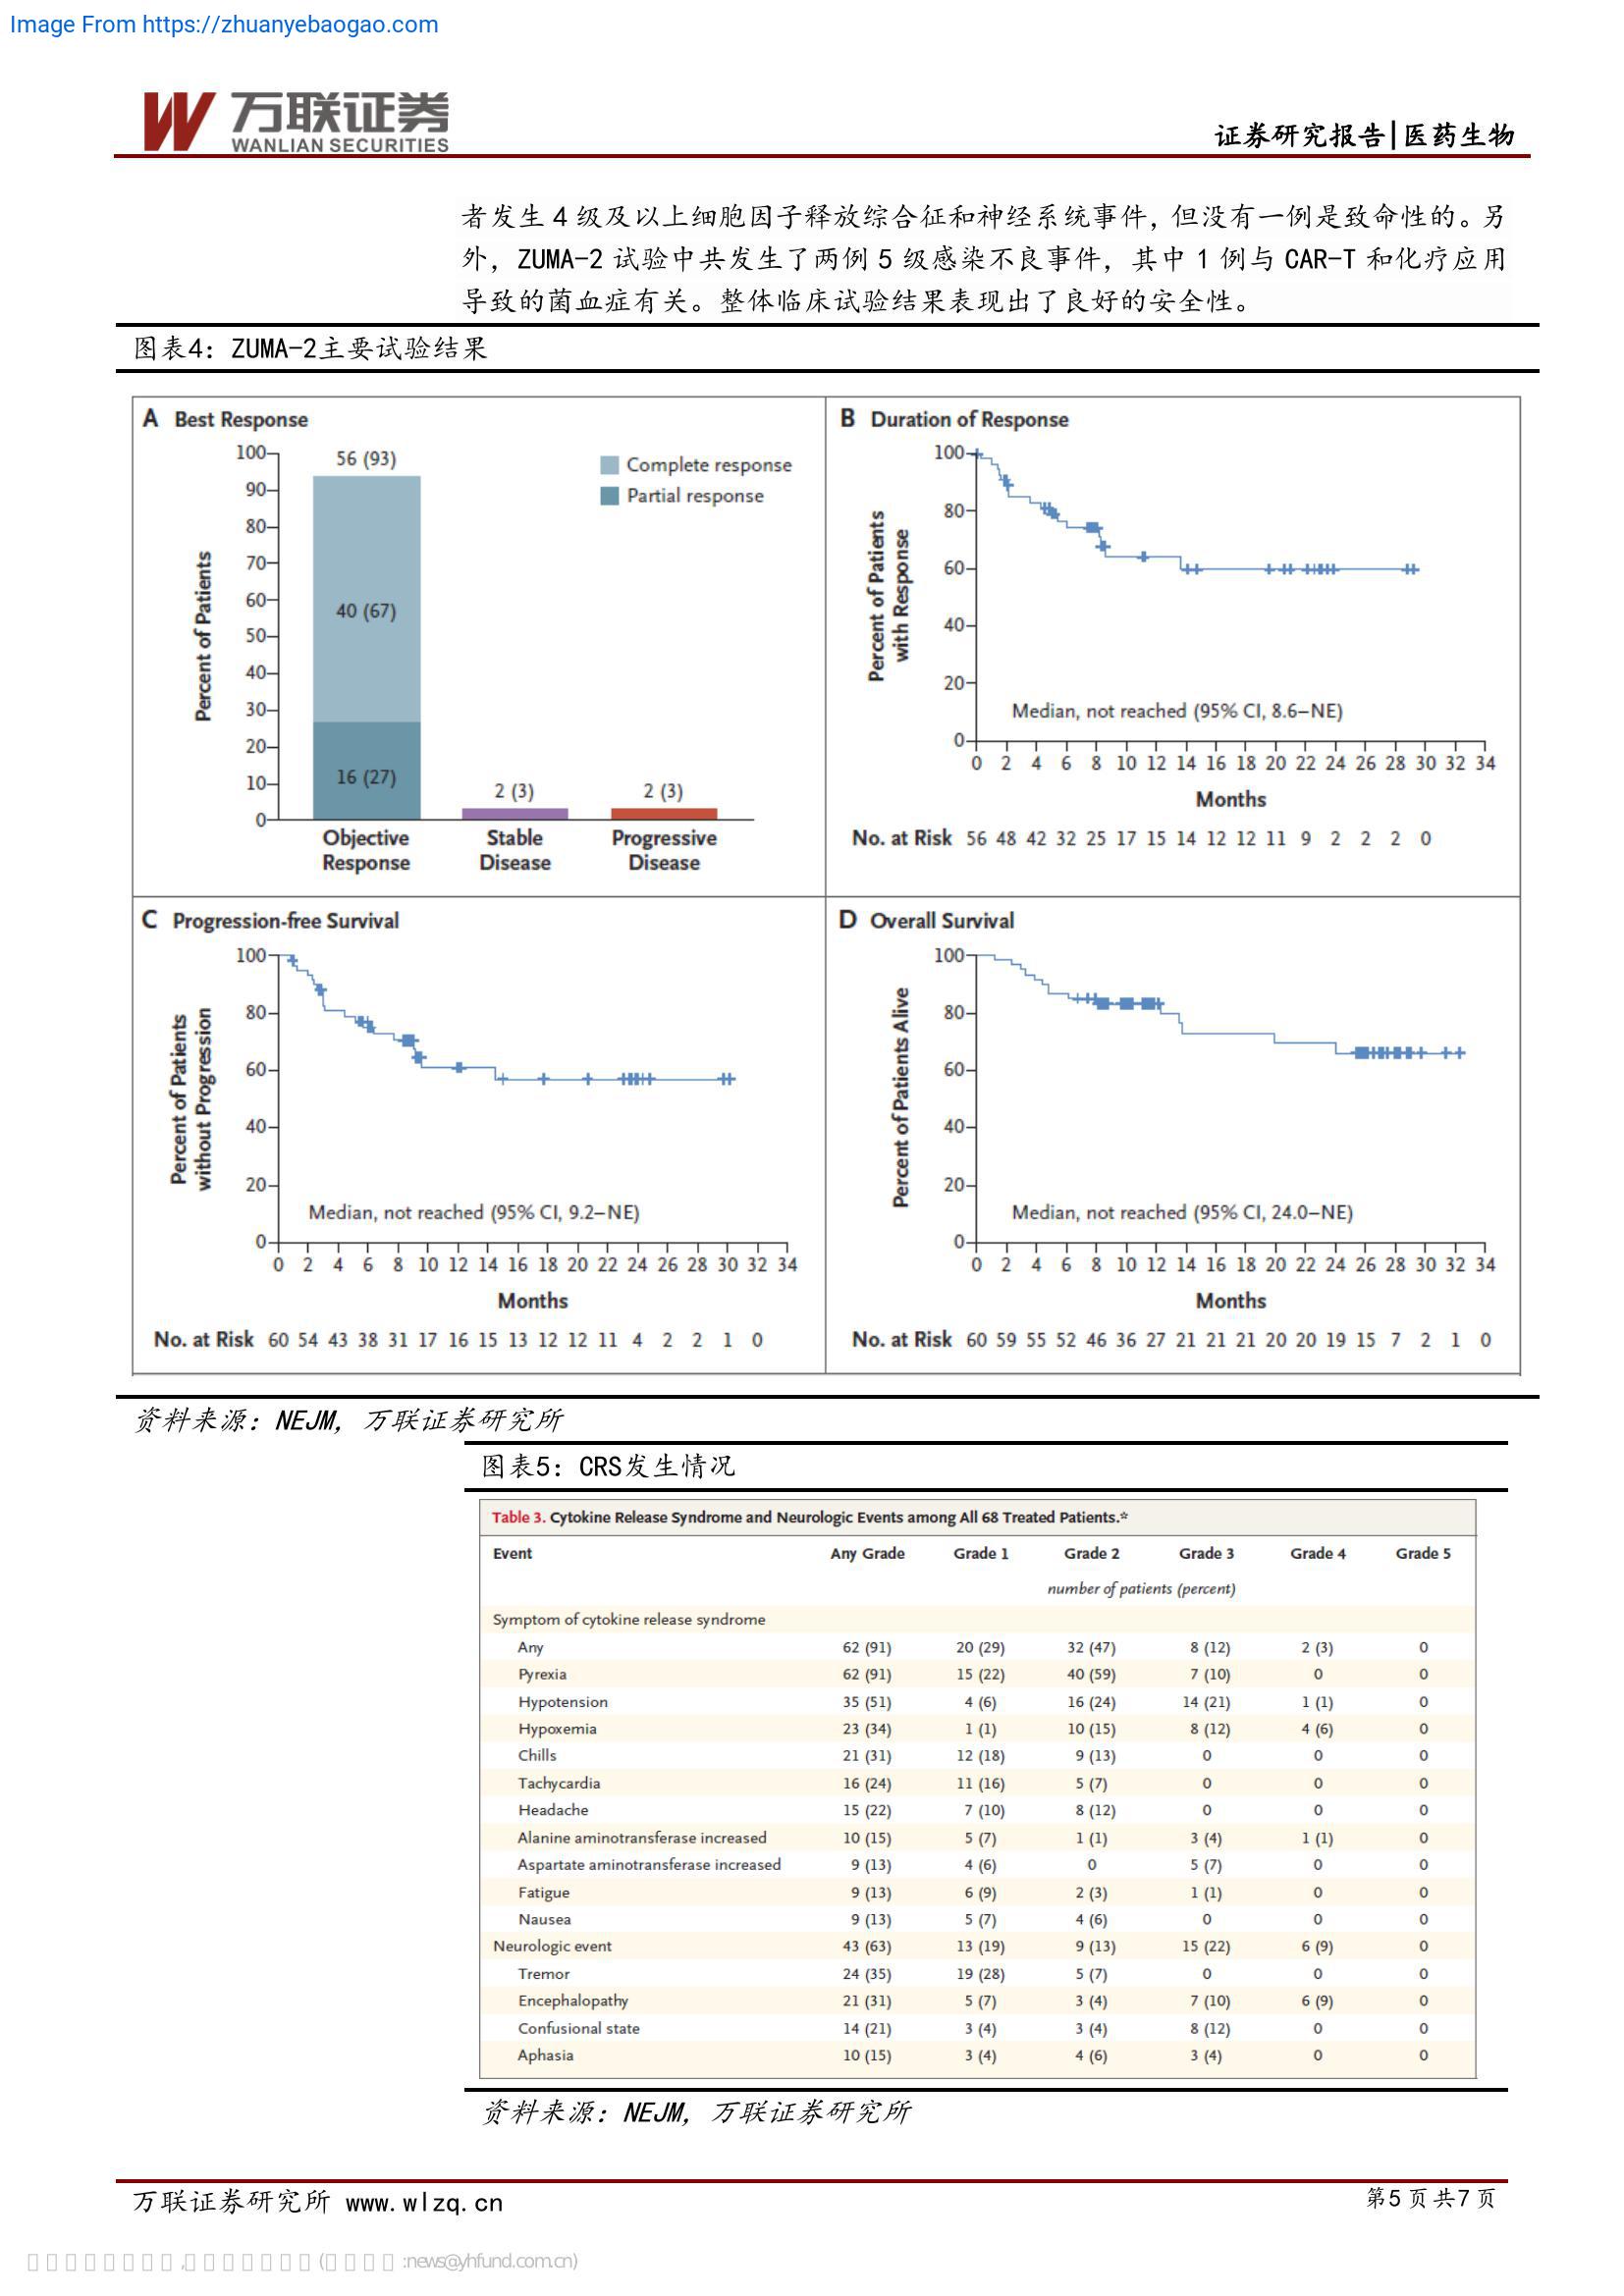 Image From https://zhuanyebaogao.com
万联证券
WANLIAN SECURITIES
证券研究报告|医药生物
者发生 4 级及以上细胞因子释放综合征和神经系统事件，但没有一例是致命性的。另
外，ZUMA-2 试验中共发生了两例 5 级感染不良事件，其中 1 例与 CAR-T 和化疗应用
导致的菌血症有关。整体临床试验结果表现出了良好的安全性。
图表4：ZUMA-2主要试验结果
A Best Response
Percent of Patients
100
90
80
70
60
50
40
30
20
10
0
56 (93)
40 (67)
16 (27)
2 (3)
2 (3)
Complete response
Partial response
Objective Response
Stable Disease
Progressive Disease
B Duration of Response
Percent of Patients
with Response
100
80
60
40
20
0
Median, not reached (95% CI, 8.6–NE)
0 2 4 6 8 10 12 14 16 18 20 22 24 26 28 30 32 34
Months
No. at Risk 56 48 42 32 25 17 15 14 12 12 11 9 2 2 2 0
C Progression-free Survival
Percent of Patients
without Progression
100
80
60
40
20
0
Median, not reached (95% CI, 9.2–NE)
0 2 4 6 8 10 12 14 16 18 20 22 24 26 28 30 32 34
Months
No. at Risk 60 54 43 38 31 17 16 15 13 12 12 11 4 2 2 1 0
D Overall Survival
Percent of Patients Alive
100
80
60
40
20
0
Median, not reached (95% CI, 24.0–NE)
0 2 4 6 8 10 12 14 16 18 20 22 24 26 28 30 32 34
Months
No. at Risk 60 59 55 52 46 36 27 21 21 21 20 20 19 15 7 2 1 0
资料来源：NEJM，万联证券研究所
图表5：CRS发生情况
Table 3. Cytokine Release Syndrome and Neurologic Events among All 68 Treated Patients.*
Event Any Grade Grade 1 Grade 2 Grade 3 Grade 4 Grade 5
number of patients (percent)
Symptom of cytokine release syndrome
Any 62 (91) 20 (29) 32 (47) 8 (12) 2 (3) 0
Pyrexia 62 (91) 15 (22) 40 (59) 7 (10) 0 0
Hypotension 35 (51) 4 (6) 16 (24) 14 (21) 1 (1) 0
Hypoxemia 23 (34) 1 (1) 10 (15) 8 (12) 4 (6) 0
Chills 21 (31) 12 (18) 9 (13) 0 0 0
Tachycardia 16 (24) 11 (16) 5 (7) 0 0 0
Headache 15 (22) 7 (10) 8 (12) 0 0 0
Alanine aminotransferase increased 10 (15) 5 (7) 1 (1) 3 (4) 1 (1) 0
Aspartate aminotransferase increased 9 (13) 4 (6) 0 5 (7) 0 0
Fatigue 9 (13) 6 (9) 2 (3) 1 (1) 0 0
Nausea 9 (13) 5 (7) 4 (6) 0 0 0
Neurologic event 43 (63) 13 (19) 9 (13) 15 (22) 6 (9) 0
Tremor 24 (35) 19 (28) 5 (7) 0 0 0
Encephalopathy 21 (31) 5 (7) 3 (4) 7 (10) 6 (9) 0
Confusional state 14 (21) 3 (4) 3 (4) 8 (12) 0 0
Aphasia 10 (15) 3 (4) 4 (6) 3 (4) 0 0
资料来源：NEJM，万联证券研究所
万联证券研究所 www.wlzq.cn
第5页共7页
:news@yhfund.com.cn)